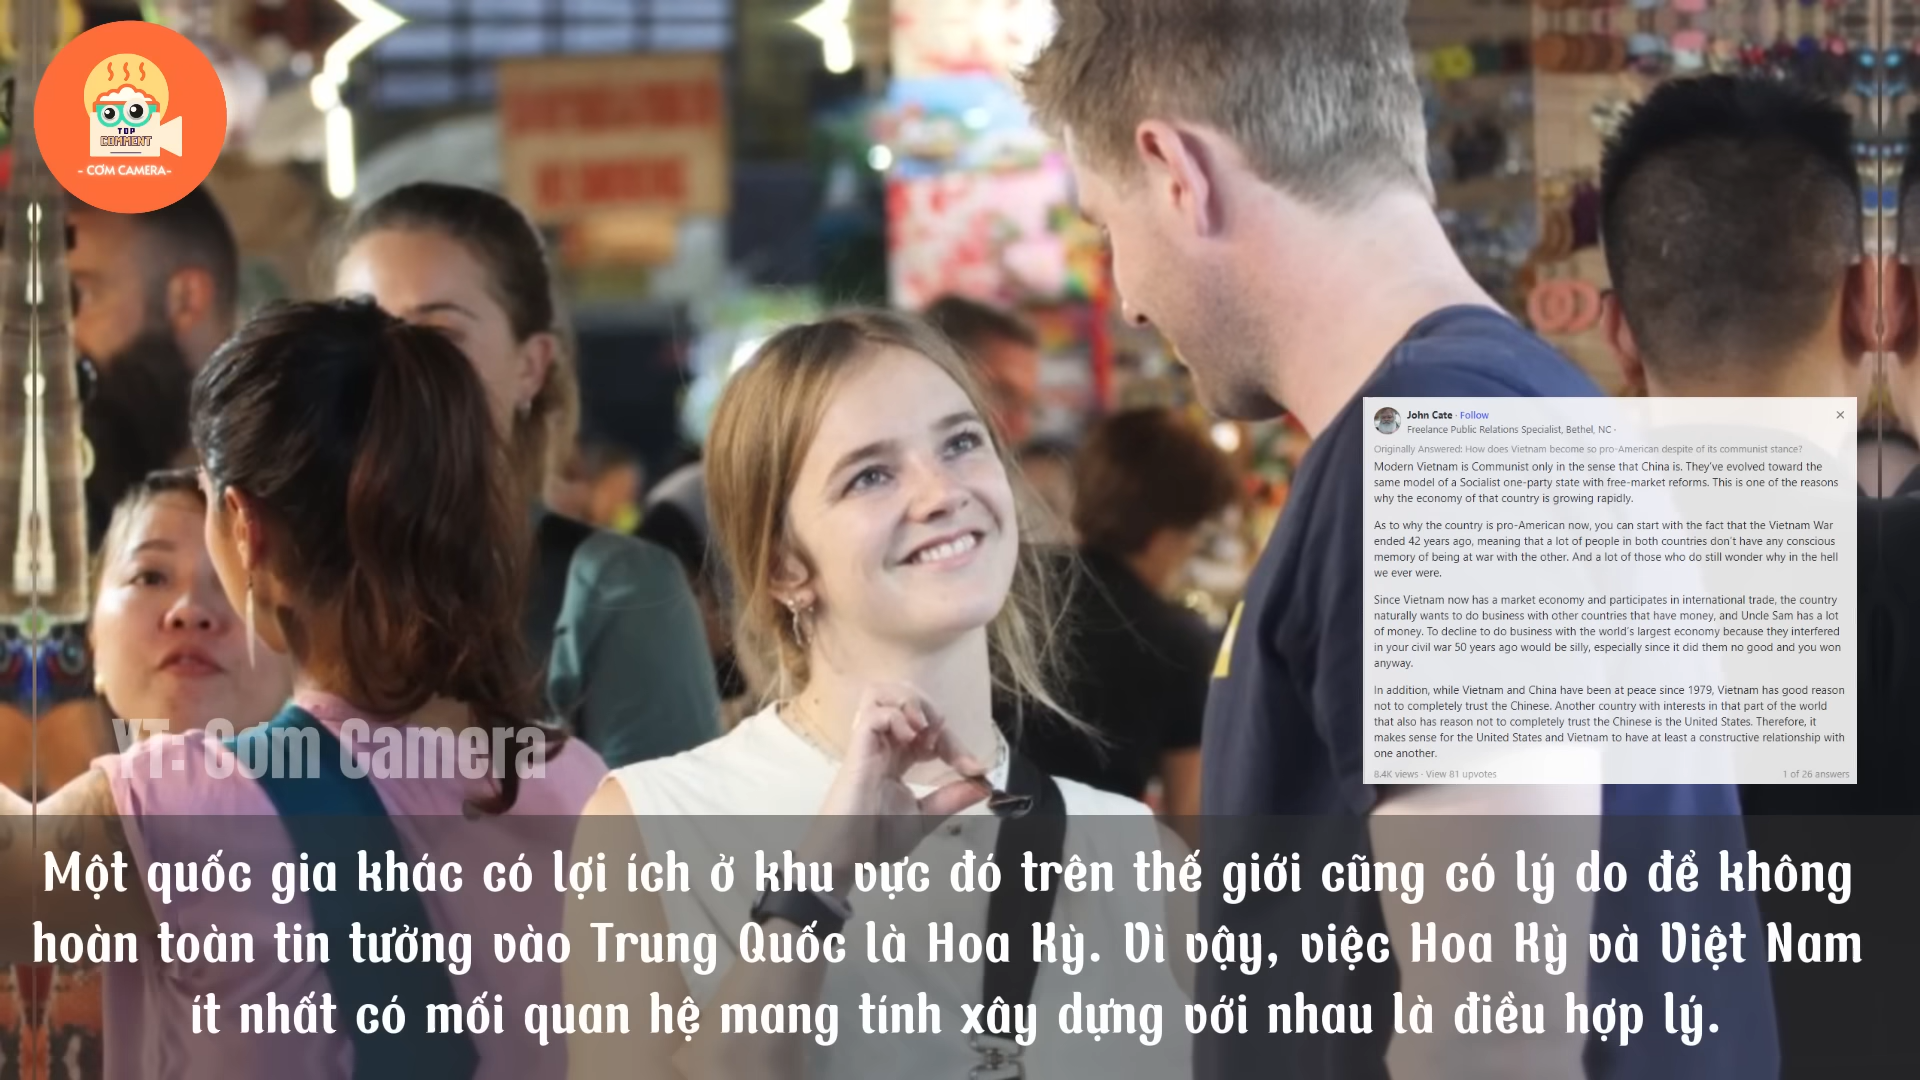 TOP
COMMENT
- CƠM CAMERA-
John Cate · Follow
Freelance Public Relations Specialist, Bethel, NC ·
Originally Answered: How does Vietnam become so pro-American despite of its communist stance?
Modern Vietnam is Communist only in the sense that China is. They've evolved toward the
same model of a Socialist one-party state with free-market reforms. This is one of the reasons
why the economy of that country is growing rapidly.
As to why the country is pro-American now, you can start with the fact that the Vietnam War
ended 42 years ago, meaning that a lot of people in both countries don't have any conscious
memory of being at war with the other. And a lot of those who do still wonder why in the hell
we ever were.
Since Vietnam now has a market economy and participates in international trade, the country
naturally wants to do business with other countries that have money, and Uncle Sam has a lot
of money. To decline to do business with the world's largest economy because they interfered
in your civil war 50 years ago would be silly, especially since it did them no good and you won
anyway.
In addition, while Vietnam and China have been at peace since 1979, Vietnam has good reason
not to completely trust the Chinese. Another country with interests in that part of the world
that also has reason not to completely trust the Chinese is the United States. Therefore, it
makes sense for the United States and Vietnam to have at least a constructive relationship with
one another.
8.4K views · View 81 upvotes
1 of 26 answers
YT: Cơm Camera
Một quốc gia khác có lợi ích ở khu vực đó trên thế giới cũng có lý do để không
hoàn toàn tin tưởng vào Trung Quốc là Hoa Kỳ. Vì vậy, việc Hoa Kỳ và Việt Nam
ít nhất có mối quan hệ mang tính xây dựng với nhau là điều hợp lý.